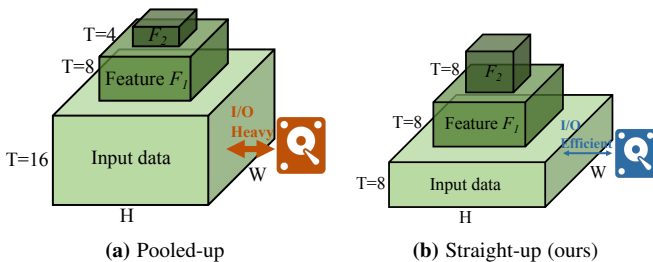 T=4
F₂
T=8
Feature F₁
I/O
Heavy
T=16
Input data
W
H
(a) Pooled-up
T=8
F₂
T=8
Feature F₁
I/O
Efficient
T=8
Input data
W
H
(b) Straight-up (ours)